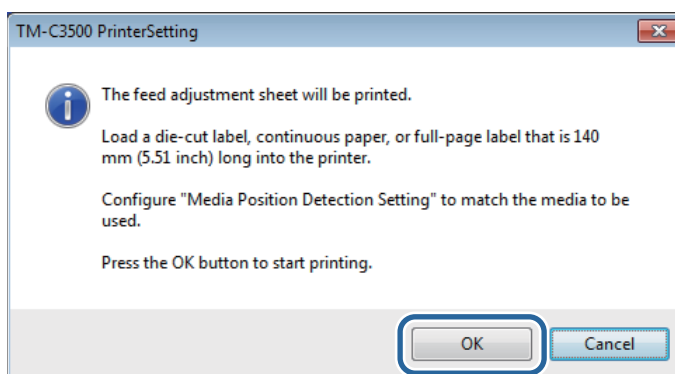 TM-C3500 PrinterSetting
The feed adjustment sheet will be printed.
Load a die-cut label, continuous paper, or full-page label that is 140
mm (5.51 inch) long into the printer.
Configure "Media Position Detection Setting" to match the media to be
used.
Press the OK button to start printing.
OK
Cancel